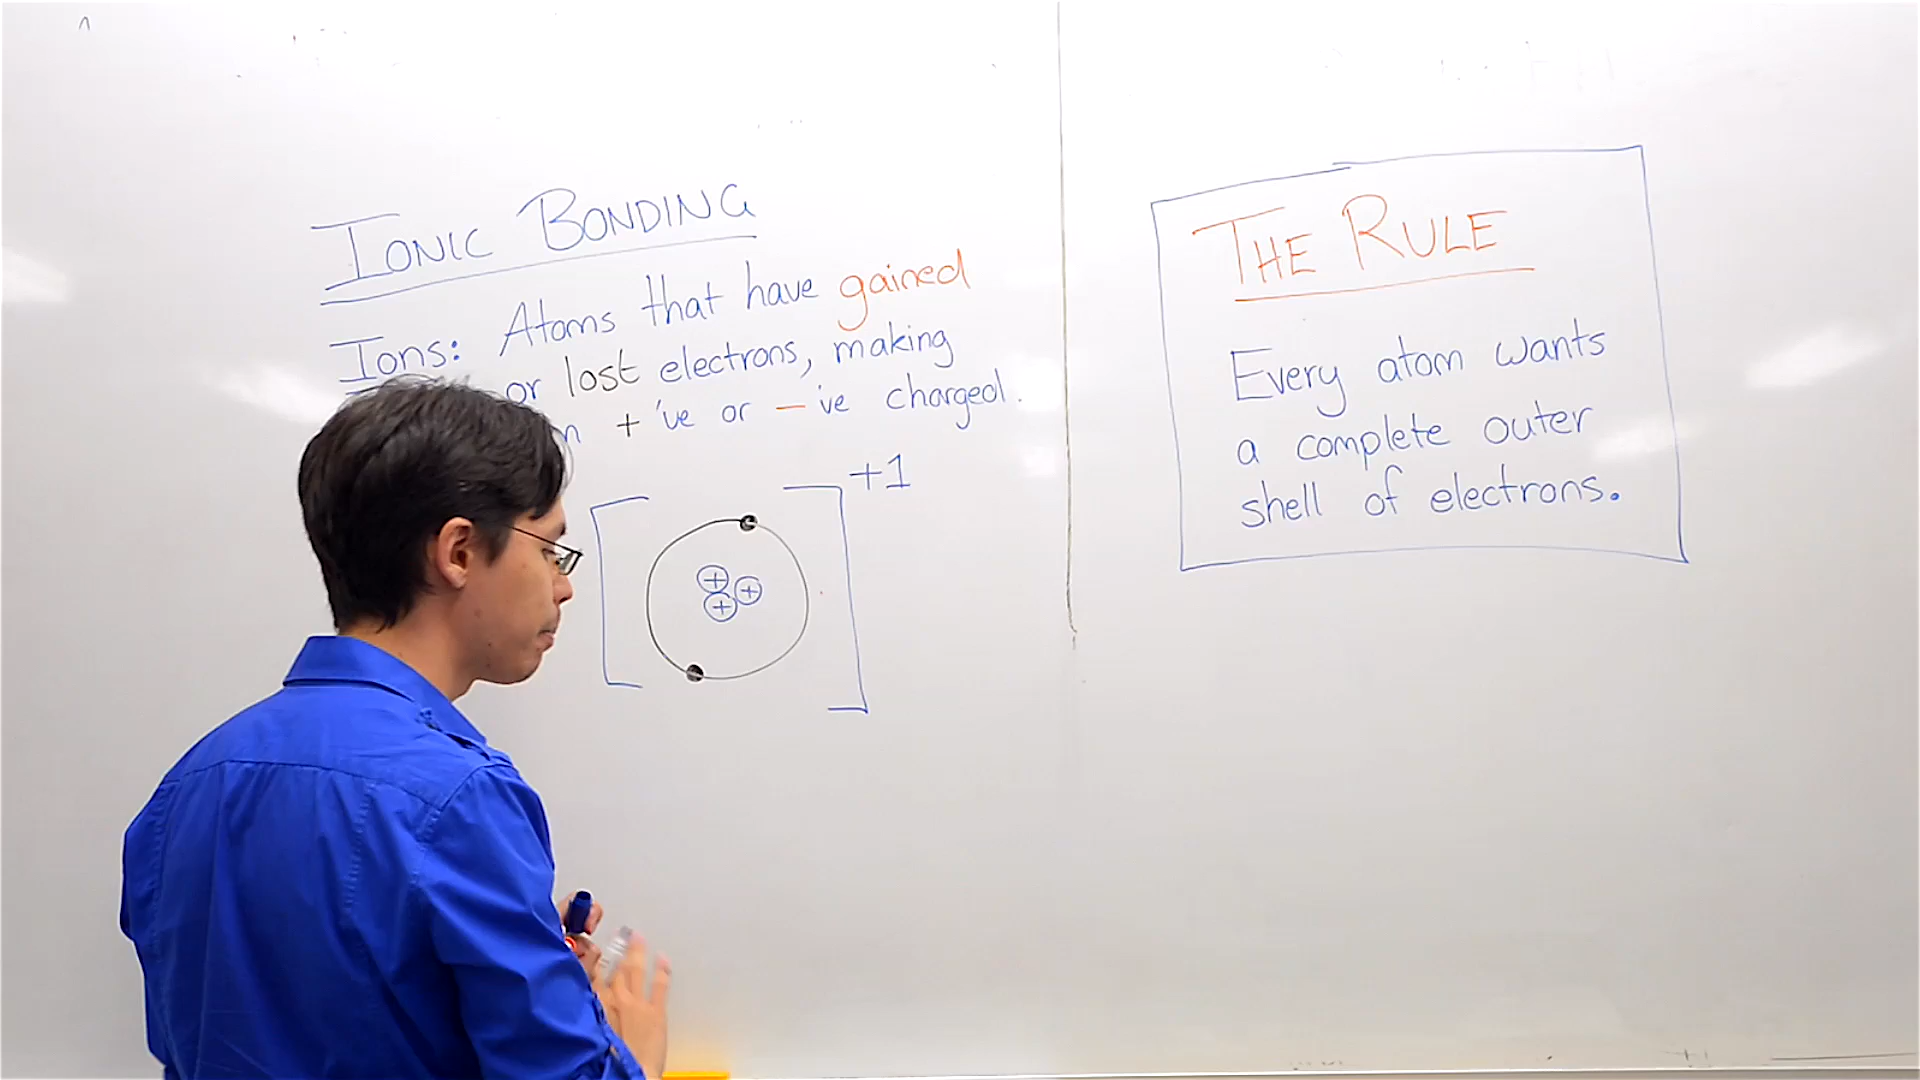 IONIC BONDING
Ions: Atoms that have gained
or lost electrons, making
+'ve or -'ve charged.
+1
+
+
+
THE RULE
Every atom wants
a complete outer
shell of electrons.